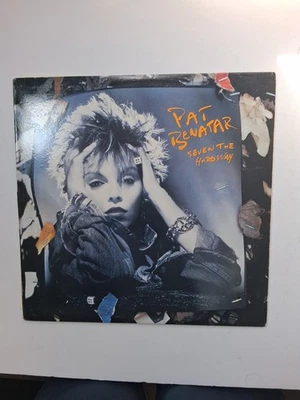 PAT
BENATAR
SEVEN THE
HARD WAY